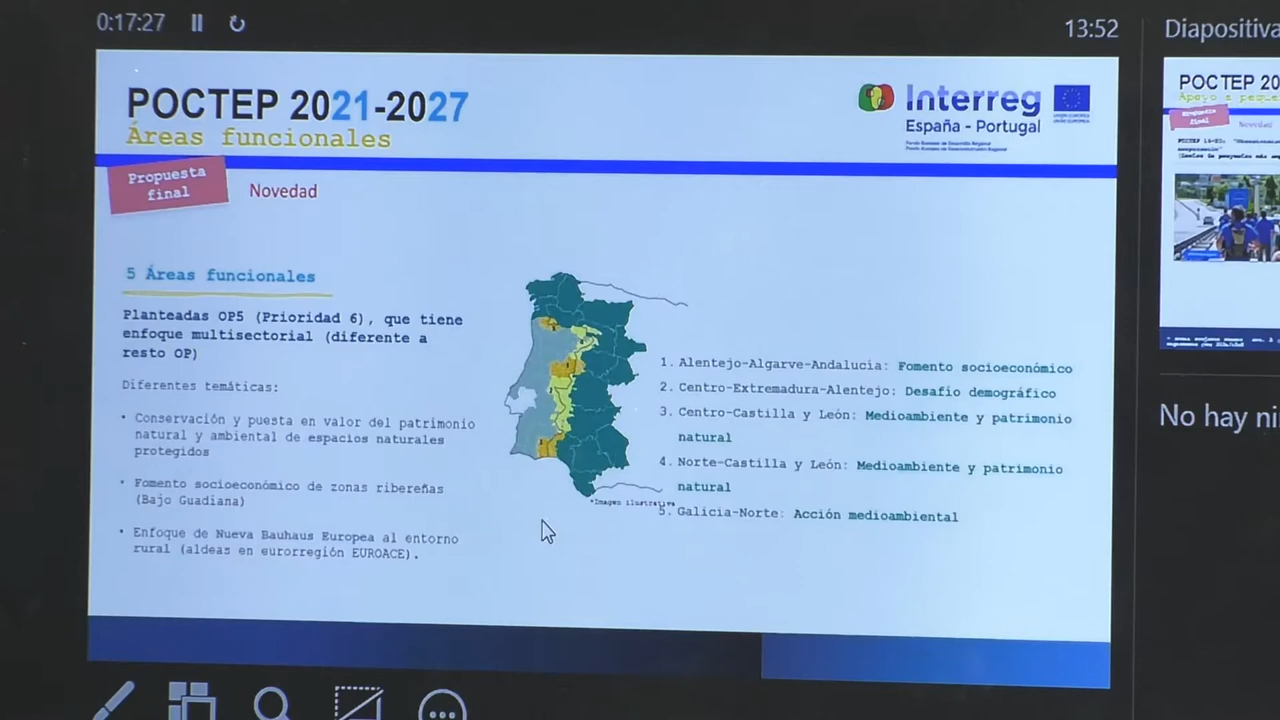 0:17:27
13:52
Diapositiva
POCTEP 2021-2027
Áreas funcionales
Interreg
España - Portugal
Propuesta
final
Novedad
5 Áreas funcionales
Planteadas OP5 (Prioridad 6), que tiene
enfoque multisectorial (diferente a
resto OP)
Diferentes temáticas:
• Conservación y puesta en valor del patrimonio
natural y ambiental de espacios naturales
protegidos
• Fomento socioeconómico de zonas ribereñas
(Bajo Guadiana)
• Enfoque de Nueva Bauhaus Europea al entorno
rural (aldeas en eurorregión EUROACE).
*Imagen ilustrativa
1. Alentejo-Algarve-Andalucía: Fomento socioeconómico
2. Centro-Extremadura-Alentejo: Desafío demográfico
3. Centro-Castilla y León: Medioambiente y patrimonio
natural
4. Norte-Castilla y León: Medioambiente y patrimonio
natural
5. Galicia-Norte: Acción medioambiental
POCTEP 20
Apoyo a peque
Propuesta
final
Novedad
No hay ni